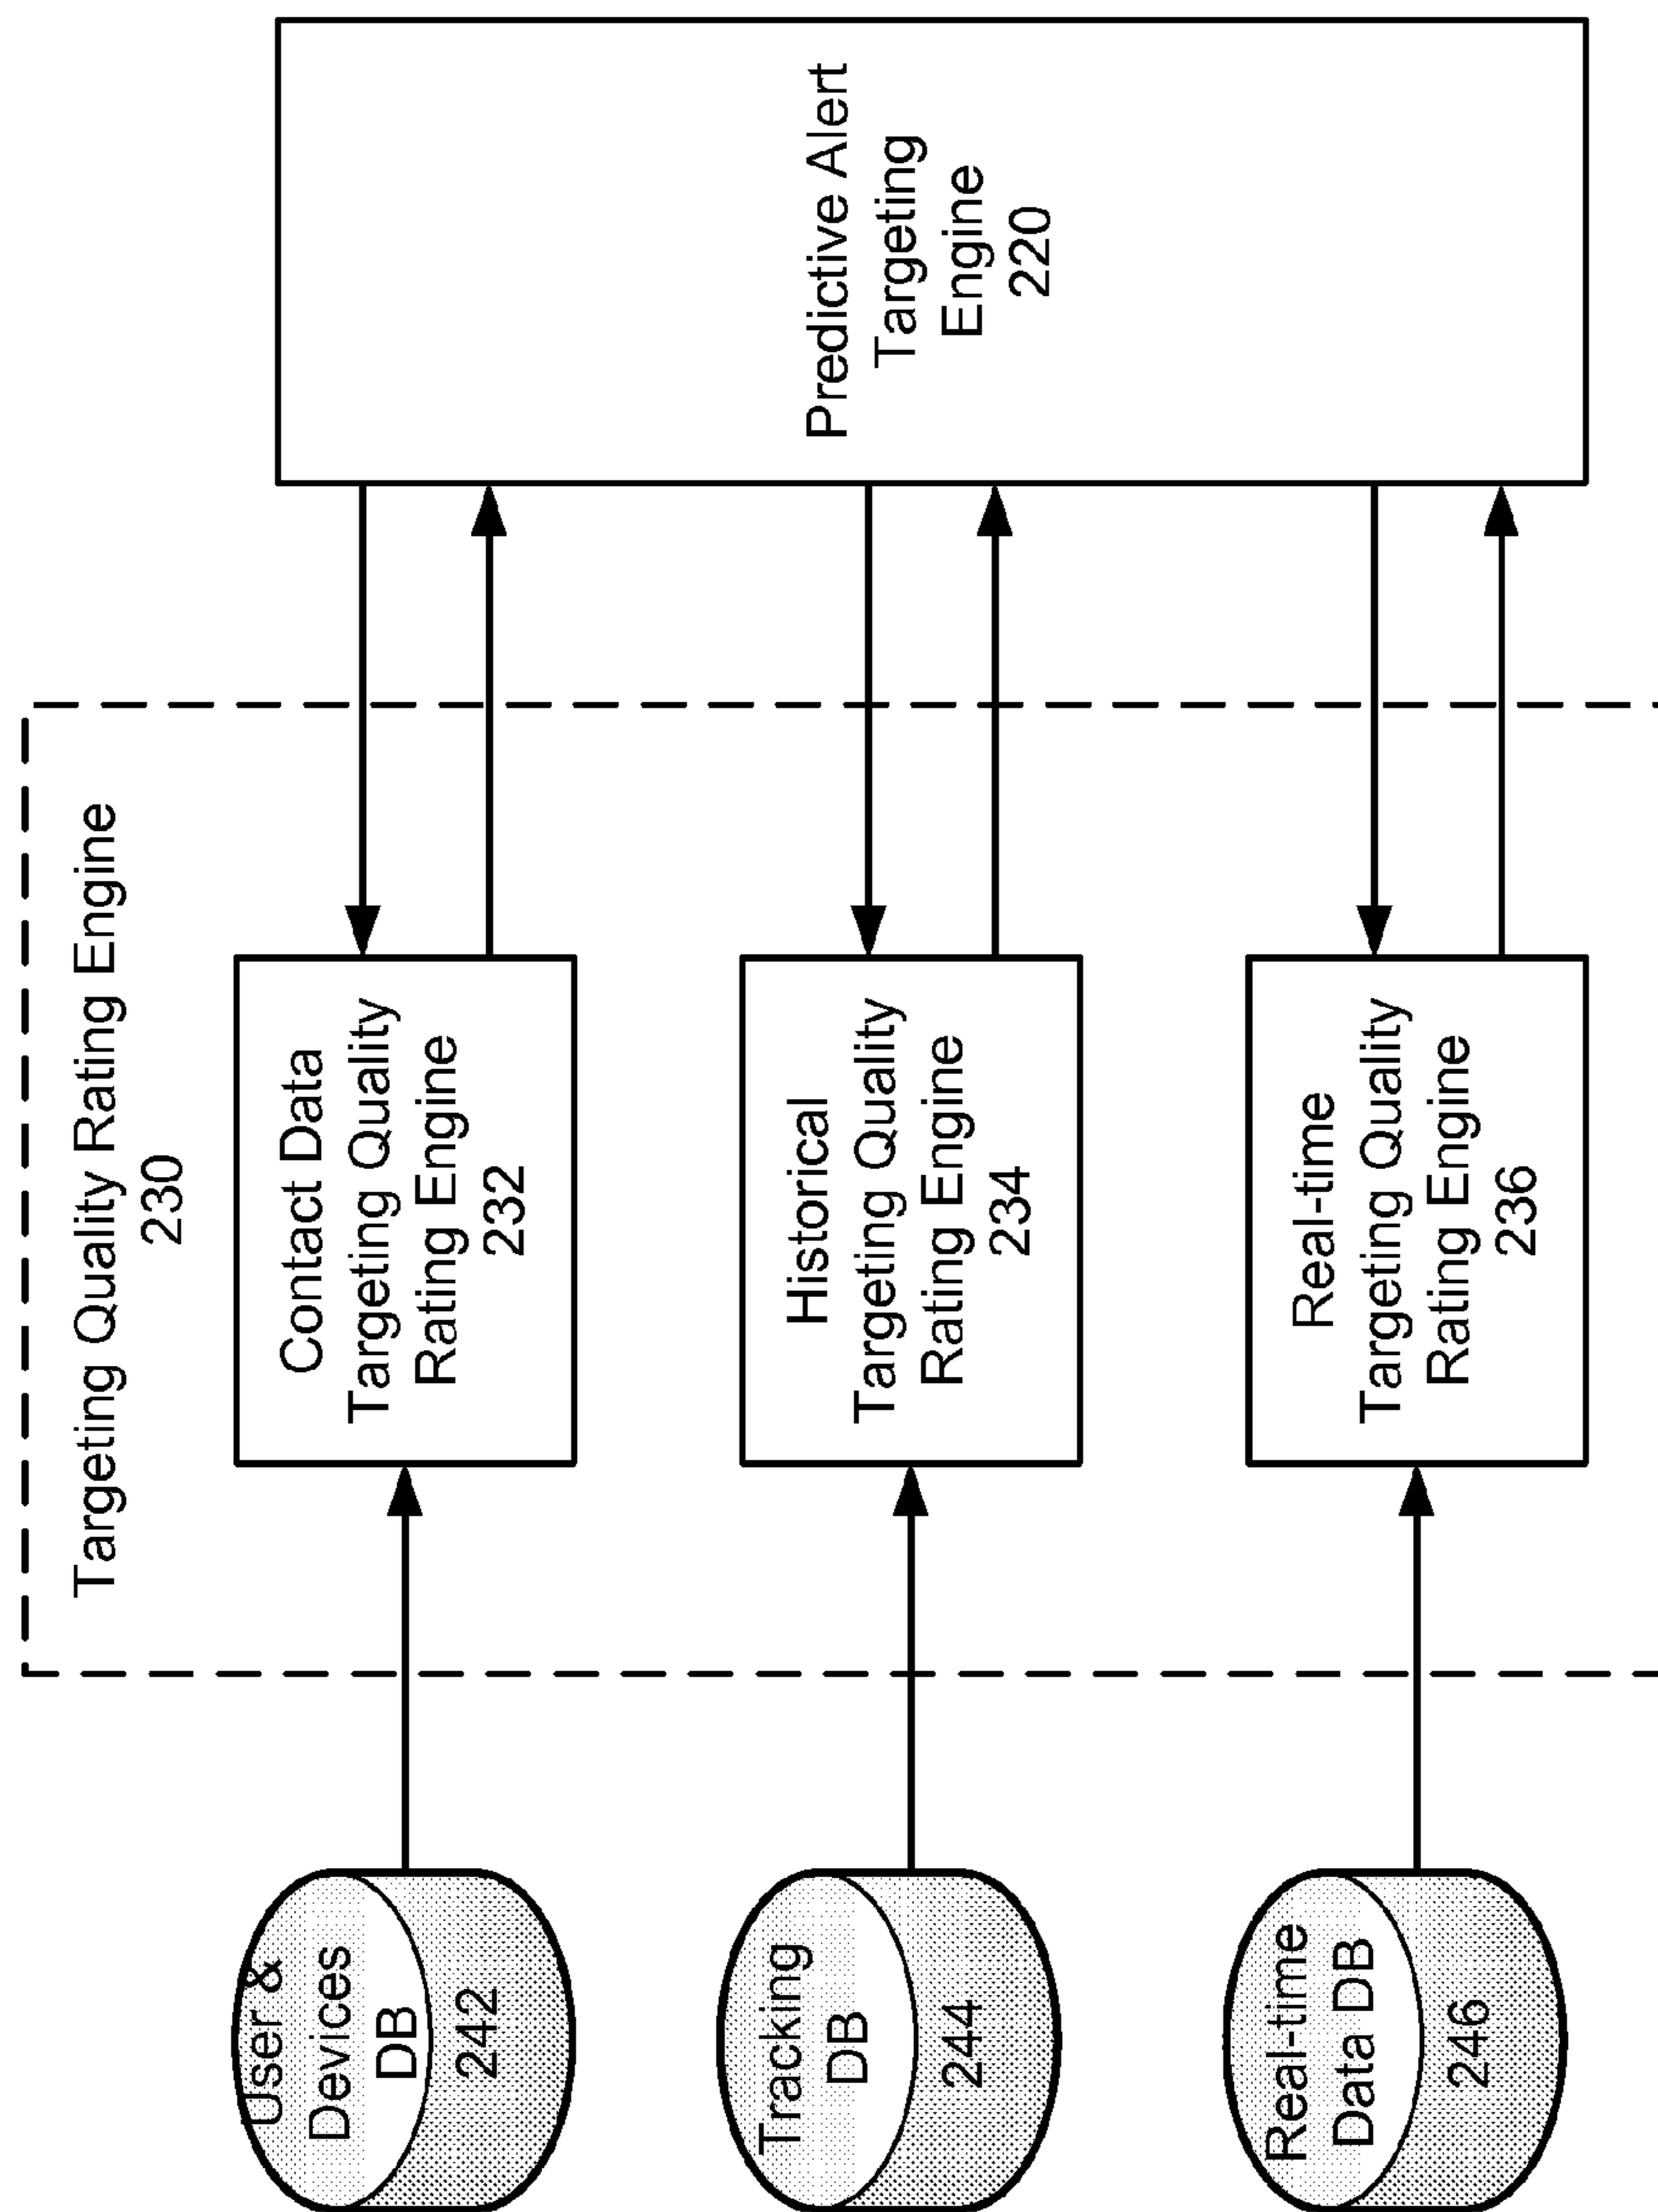 Targeting Quality Rating Engine
230
User &
Devices
DB
242
Contact Data
Targeting Quality
Rating Engine
232
Tracking
DB
244
Historical
Targeting Quality
Rating Engine
234
Real-time
Data DB
246
Real-time
Targeting Quality
Rating Engine
236
Predictive Alert
Targeting
Engine
220